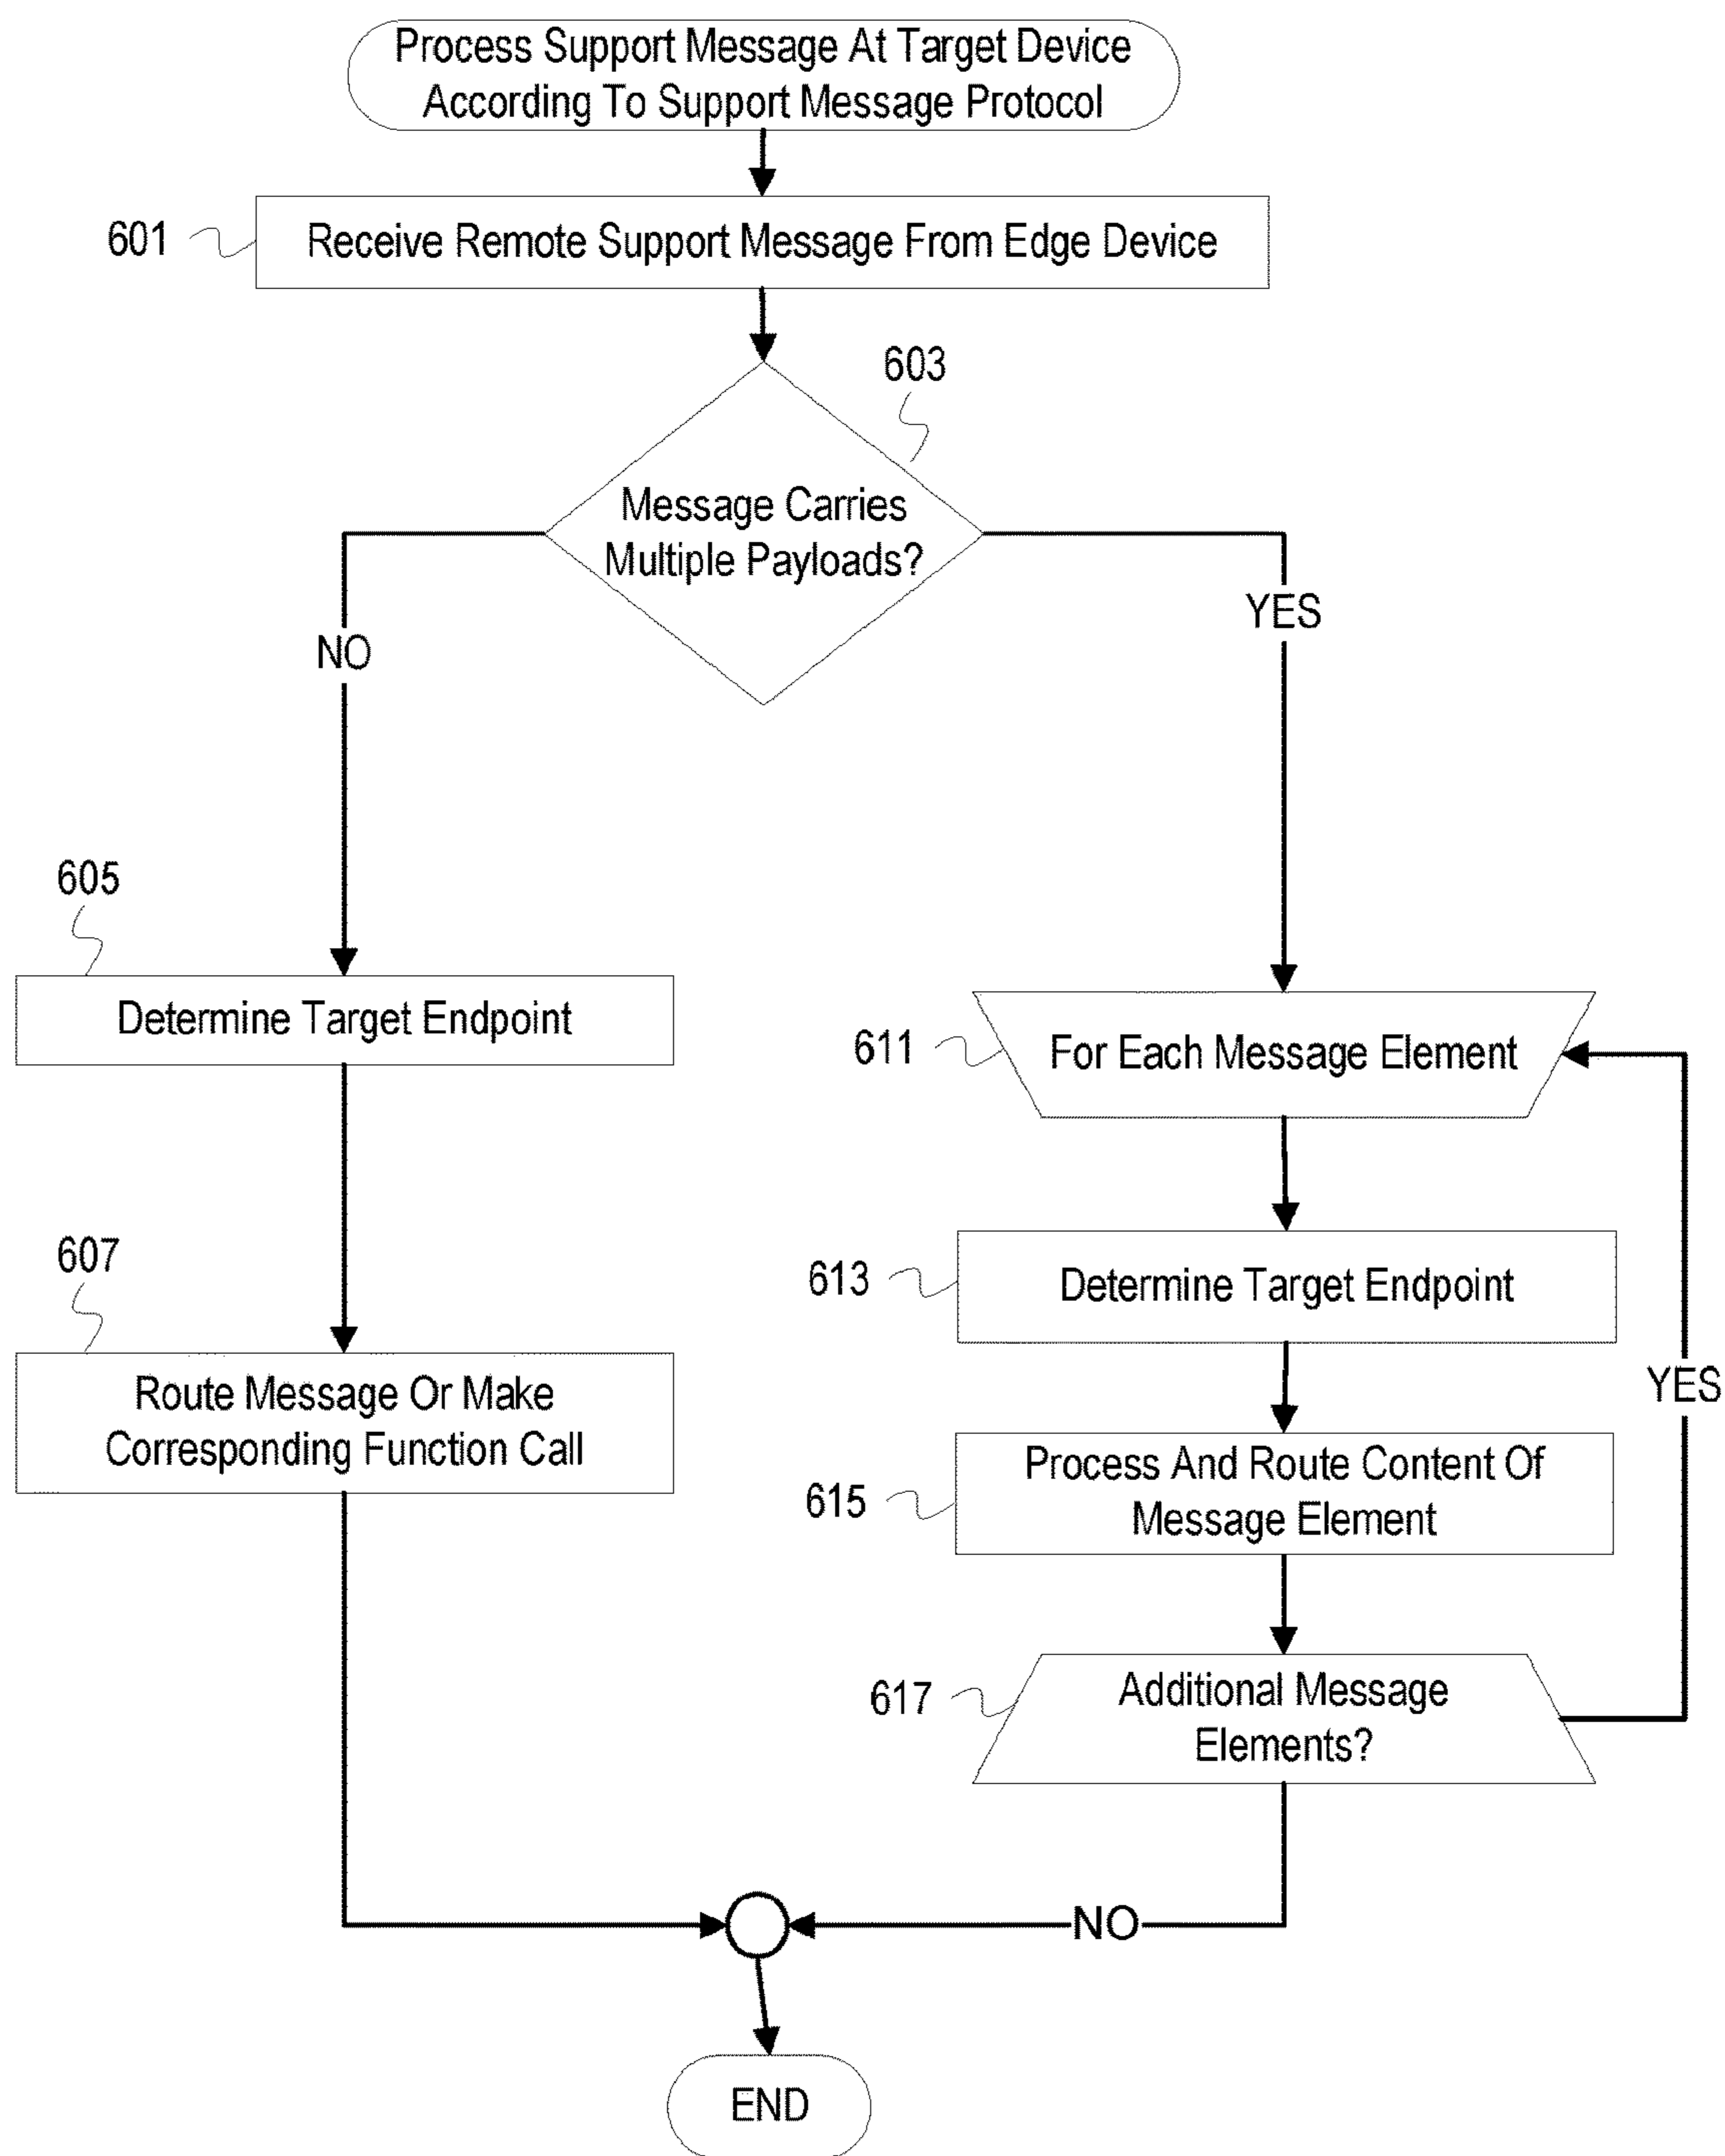 Process Support Message At Target Device
According To Support Message Protocol
601
Receive Remote Support Message From Edge Device
603
Message Carries
Multiple Payloads?
NO
YES
605
Determine Target Endpoint
607
Route Message Or Make
Corresponding Function Call
611
For Each Message Element
613
Determine Target Endpoint
615
Process And Route Content Of
Message Element
YES
617
Additional Message
Elements?
NO
END